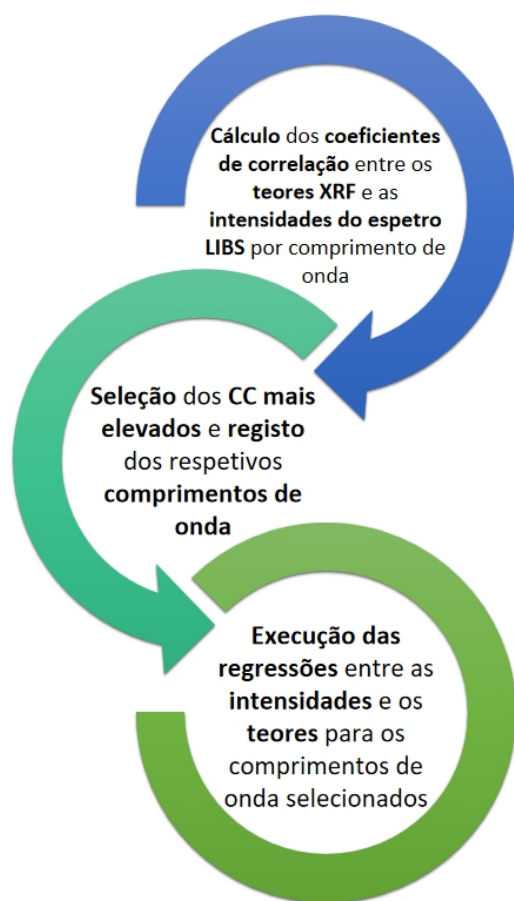 Cálculo dos coeficientes
de correlação entre os
teores XRF e as
intensidades do espetro
LIBS por comprimento de
onda
Seleção dos CC mais
elevados e registo
dos respetivos
comprimentos de
onda
Execução das
regressões entre as
intensidades e os
teores para os
comprimentos de
onda selecionados